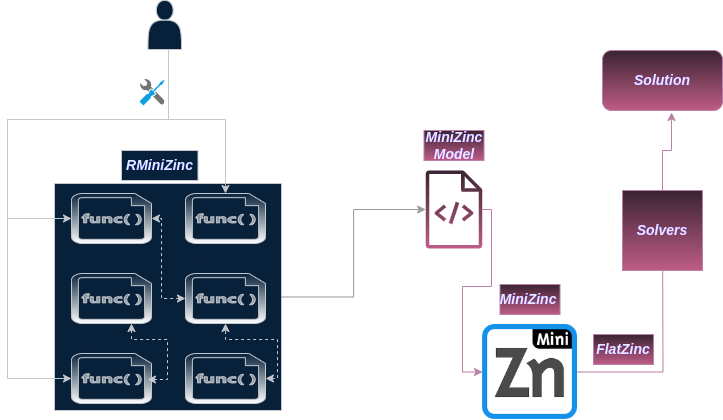 Solution
MiniZinc
Model
RMiniZinc
func( )
func( )
</>
Solvers
func( )
func( )
MiniZinc
Mini
Zn
FlatZinc
func( )
func( )